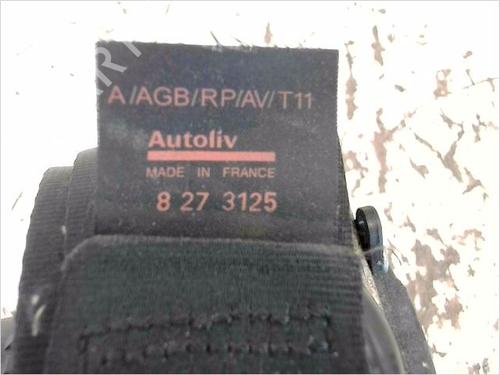 A/AGB/RP/AV/T11
Autoliv
MADE IN FRANCE
8 27 3125